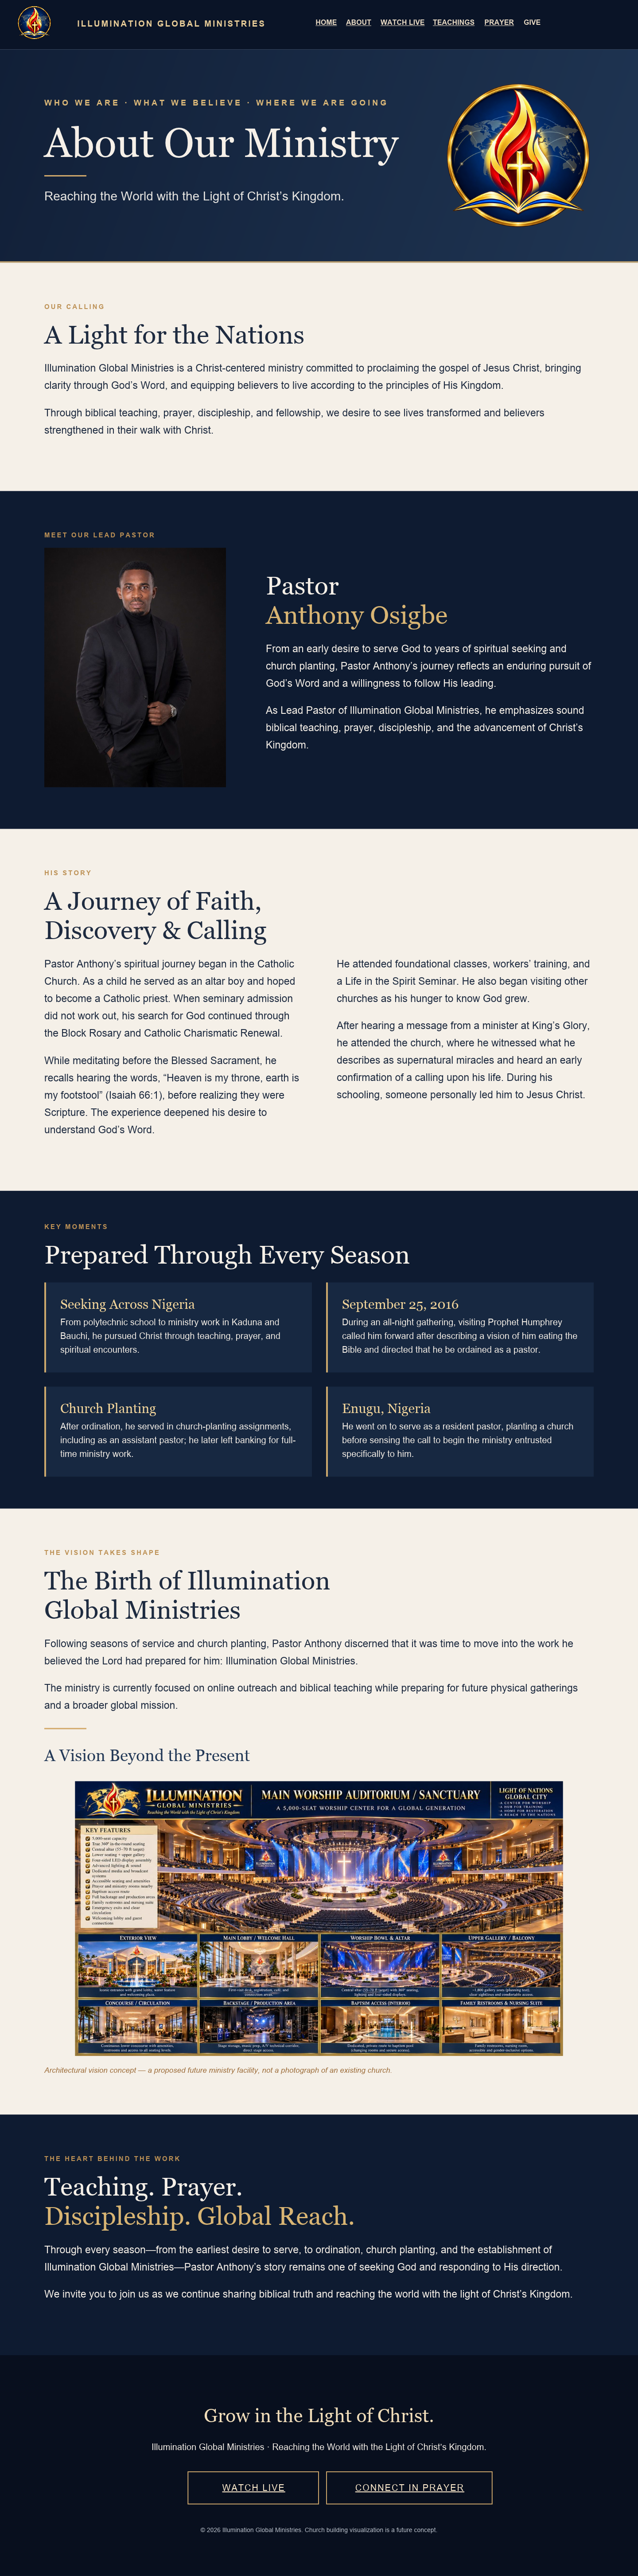 ILLUMINATION GLOBAL MINISTRIES
HOME ABOUT WATCH LIVE TEACHINGS PRAYER GIVE
WHO WE ARE · WHAT WE BELIEVE · WHERE WE ARE GOING
About Our Ministry
Reaching the World with the Light of Christ's Kingdom.
OUR CALLING
A Light for the Nations
Illumination Global Ministries is a Christ-centered ministry committed to proclaiming the gospel of Jesus Christ, bringing
clarity through God's Word, and equipping believers to live according to the principles of His Kingdom.
Through biblical teaching, prayer, discipleship, and fellowship, we desire to see lives transformed and believers
strengthened in their walk with Christ.
MEET OUR LEAD PASTOR
Pastor
Anthony Osigbe
From an early desire to serve God to years of spiritual seeking and
church planting, Pastor Anthony's journey reflects an enduring pursuit of
God's Word and a willingness to follow His leading.
As Lead Pastor of Illumination Global Ministries, he emphasizes sound
biblical teaching, prayer, discipleship, and the advancement of Christ's
Kingdom.
HIS STORY
A Journey of Faith,
Discovery & Calling
Pastor Anthony's spiritual journey began in the Catholic
Church. As a child he served as an altar boy and hoped
to become a Catholic priest. When seminary admission
did not work out, his search for God continued through
the Block Rosary and Catholic Charismatic Renewal.
While meditating before the Blessed Sacrament, he
recalls hearing the words, "Heaven is my throne, earth is
my footstool" (Isaiah 66:1), before realizing they were
Scripture. The experience deepened his desire to
understand God's Word.
He attended foundational classes, workers' training, and
a Life in the Spirit Seminar. He also began visiting other
churches as his hunger to know God grew.
After hearing a message from a minister at King's Glory,
he attended the church, where he witnessed what he
describes as supernatural miracles and heard an early
confirmation of a calling upon his life. During his
schooling, someone personally led him to Jesus Christ.
KEY MOMENTS
Prepared Through Every Season
Seeking Across Nigeria
From polytechnic school to ministry work in Kaduna and
Bauchi, he pursued Christ through teaching, prayer, and
spiritual encounters.
September 25, 2016
During an all-night gathering, visiting Prophet Humphrey
called him forward after describing a vision of him eating the
Bible and directed that he be ordained as a pastor.
Church Planting
After ordination, he served in church-planting assignments,
including as an assistant pastor; he later left banking for full-
time ministry work.
Enugu, Nigeria
He went on to serve as a resident pastor, planting a church
before sensing the call to begin the ministry entrusted
specifically to him.
THE VISION TAKES SHAPE
The Birth of Illumination
Global Ministries
Following seasons of service and church planting, Pastor Anthony discerned that it was time to move into the work he
believed the Lord had prepared for him: Illumination Global Ministries.
The ministry is currently focused on online outreach and biblical teaching while preparing for future physical gatherings
and a broader global mission.
A Vision Beyond the Present
ILLUMINATION
GLOBAL MINISTRIES
Reaching the World with the Light of Christ's Kingdom
MAIN WORSHIP AUDITORIUM / SANCTUARY
A 5,000-SEAT WORSHIP CENTER FOR A GLOBAL GENERATION
LIGHT OF NATIONS
GLOBAL CITY
KEY FEATURES
EXTERIOR VIEW
MAIN LOBBY / WELCOME HALL
WORSHIP BOWL & ALTAR
UPPER GALLERY / BALCONY
CONCOURSE / CIRCULATION
BACKSTAGE / PRODUCTION AREA
BAPTISM ACCESS (INTERIOR)
FAMILY RESTROOMS & NURSING SUITE
Architectural vision concept — a proposed future ministry facility, not a photograph of an existing church.
THE HEART BEHIND THE WORK
Teaching. Prayer.
Discipleship. Global Reach.
Through every season—from the earliest desire to serve, to ordination, church planting, and the establishment of
Illumination Global Ministries—Pastor Anthony's story remains one of seeking God and responding to His direction.
We invite you to join us as we continue sharing biblical truth and reaching the world with the light of Christ's Kingdom.
Grow in the Light of Christ.
Illumination Global Ministries · Reaching the World with the Light of Christ's Kingdom.
WATCH LIVE
CONNECT IN PRAYER
© 2026 Illumination Global Ministries. Church building visualization is a future concept.